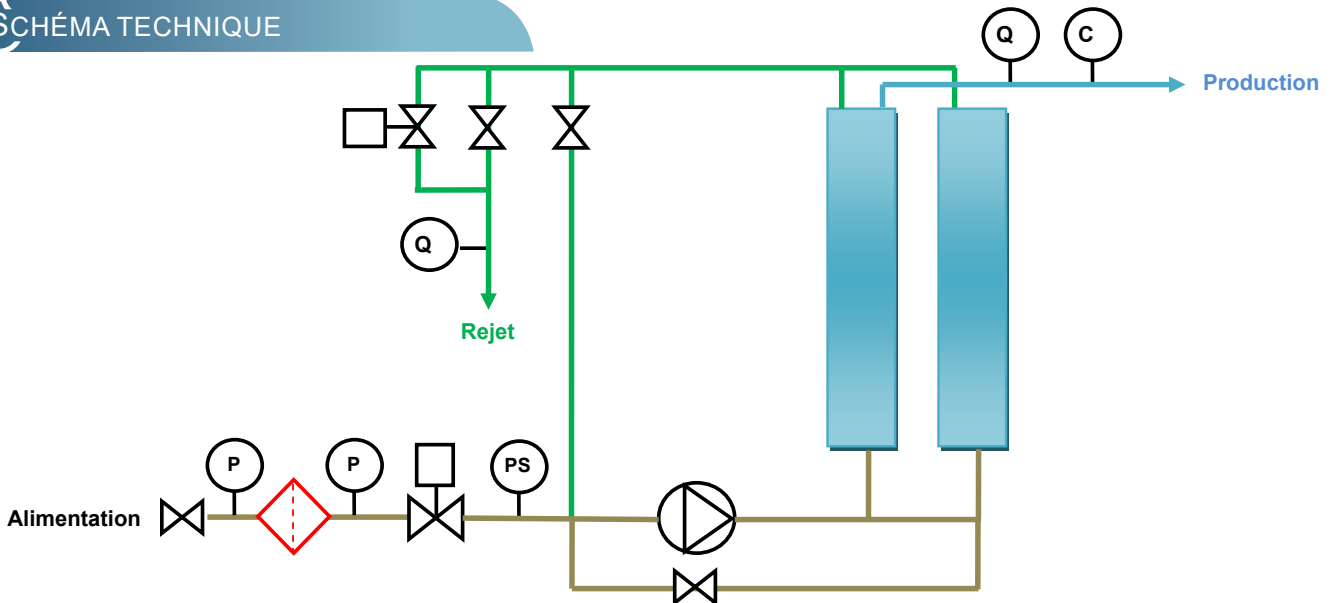 SCHÉMA TECHNIQUE
Q
C
Production
Q
Rejet
P
P
PS
Alimentation